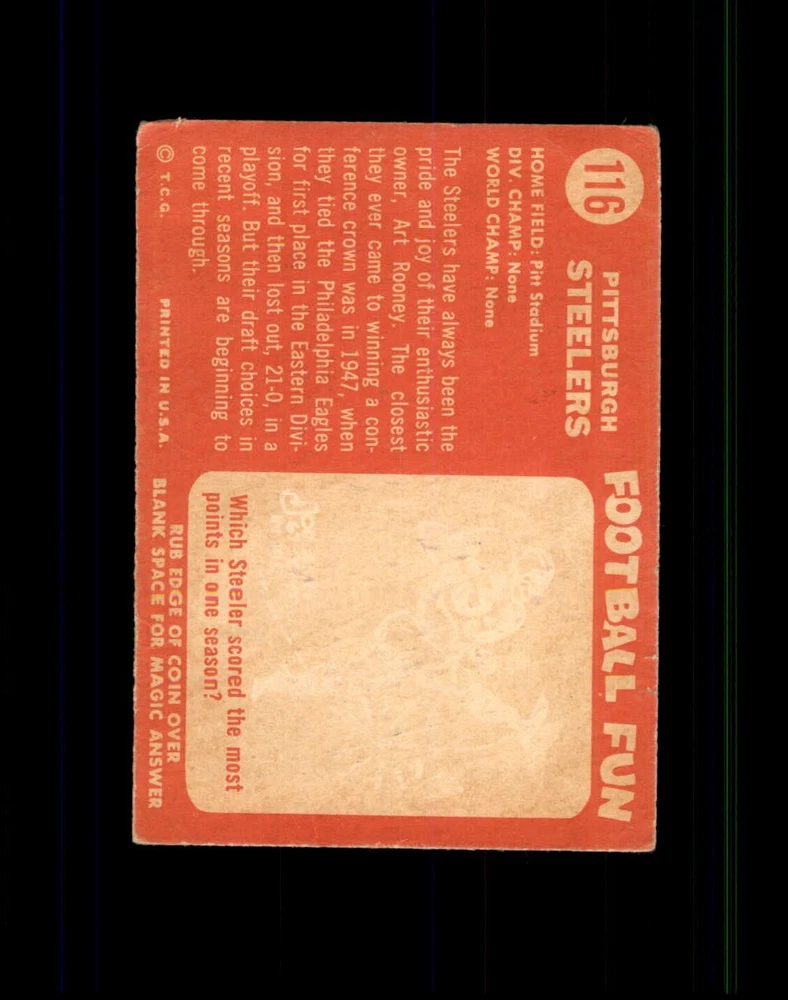 116
PITTSBURGH
STEELERS
HOME FIELD: Pitt Stadium
DIV. CHAMP: None
WORLD CHAMP: None
The Steelers have always been the
pride and joy of their enthusiastic
owner, Art Rooney. The closest
they ever came to winning a con-
ference crown was in 1947, when
they tied the Philadelphia Eagles
for first place in the Eastern Divi-
sion, and then lost out, 21-0, in a
playoff. But their draft choices in
recent seasons are beginning to
come through.
© T.C.G. PRINTED IN U.S.A.
FOOTBALL FUN
Which Steeler scored the most
points in one season?
RUB EDGE OF COIN OVER
BLANK SPACE FOR MAGIC ANSWER